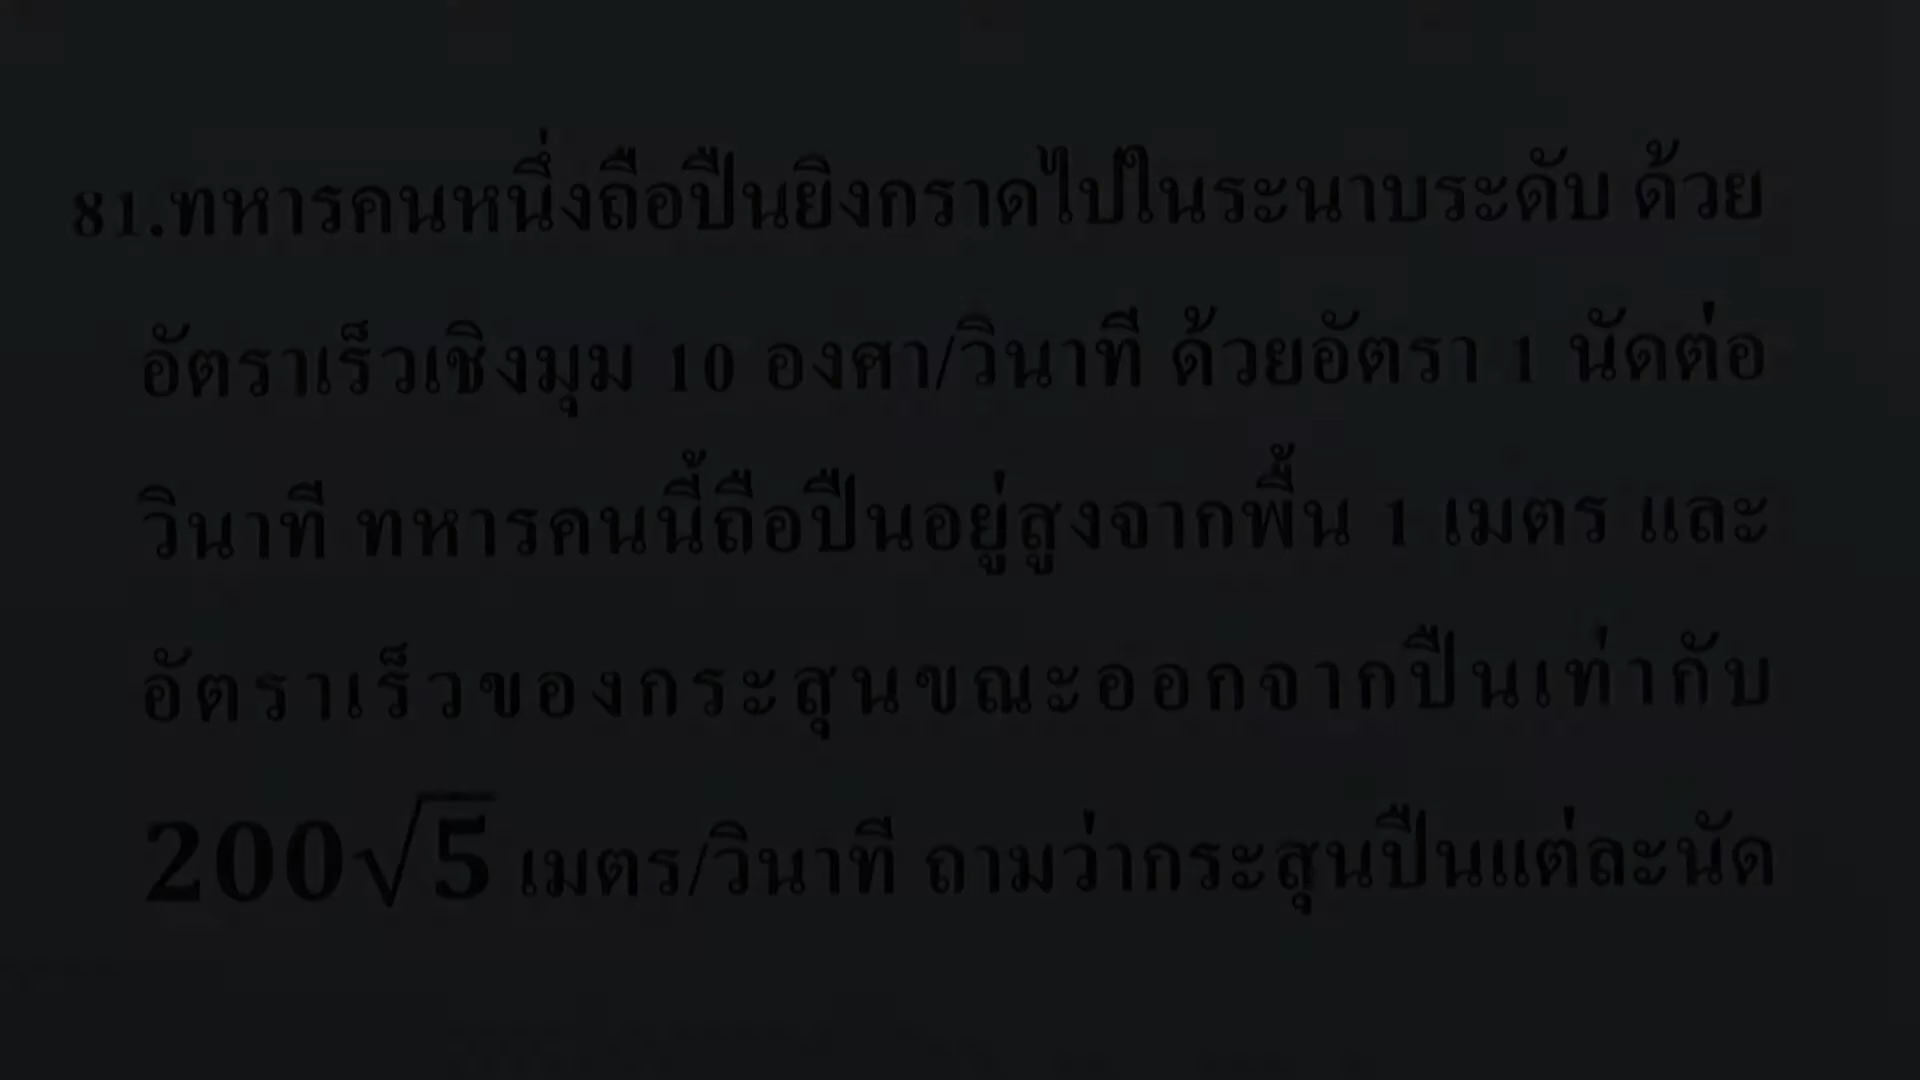 81.ทหารคนหนึ่งถือปืนยิงกราดไปในระนาบระดับ ด้วย
อัตราเร็วเชิงมุม 10 องศา/วินาที ด้วยอัตรา 1 นัดต่อ
วินาที ทหารคนนี้ถือปืนอยู่สูงจากพื้น 1 เมตร และ
อัตราเร็วของกระสุนขณะออกจากปืนเท่ากับ
200√5 เมตร/วินาที ถามว่ากระสุนปืนแต่ละนัด